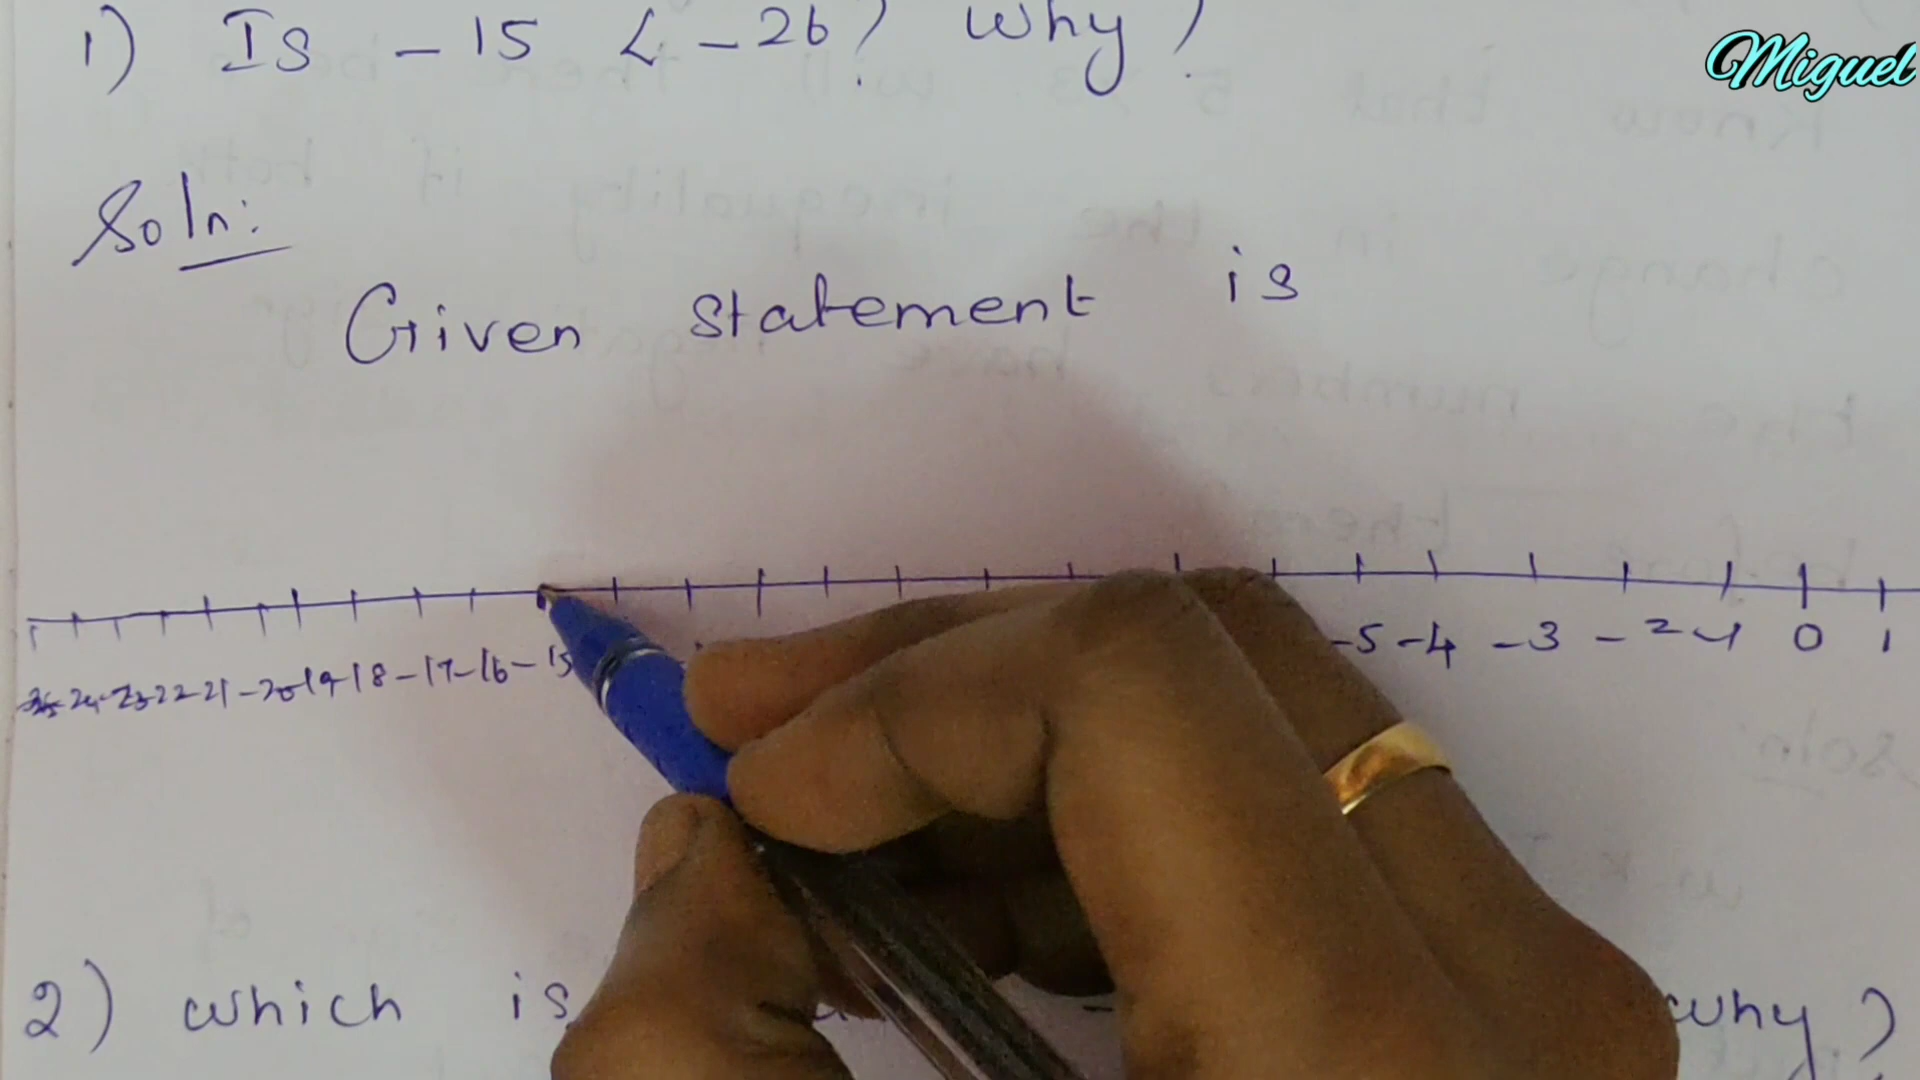 Miguel
1) Is -15 < -26? Why?
Soln:
Given statement is
-24 -23 -22 -21 -20 -19 -18 -17 -16 -15 -5 -4 -3 -2 -1 0 1
2) which is why?